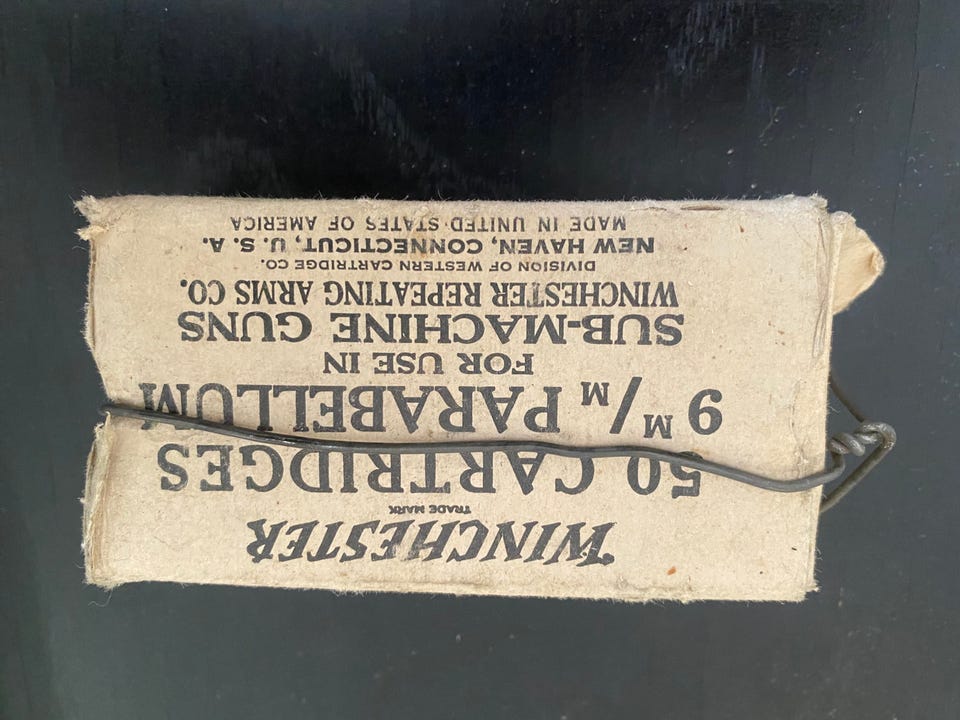 WINCHESTER
TRADE MARK
50 CARTRIDGES
9 M/M PARABELLUM
FOR USE IN
SUB-MACHINE GUNS
WINCHESTER REPEATING ARMS CO.
DIVISION OF WESTERN CARTRIDGE CO.
NEW HAVEN, CONNECTICUT, U. S. A.
MADE IN UNITED STATES OF AMERICA